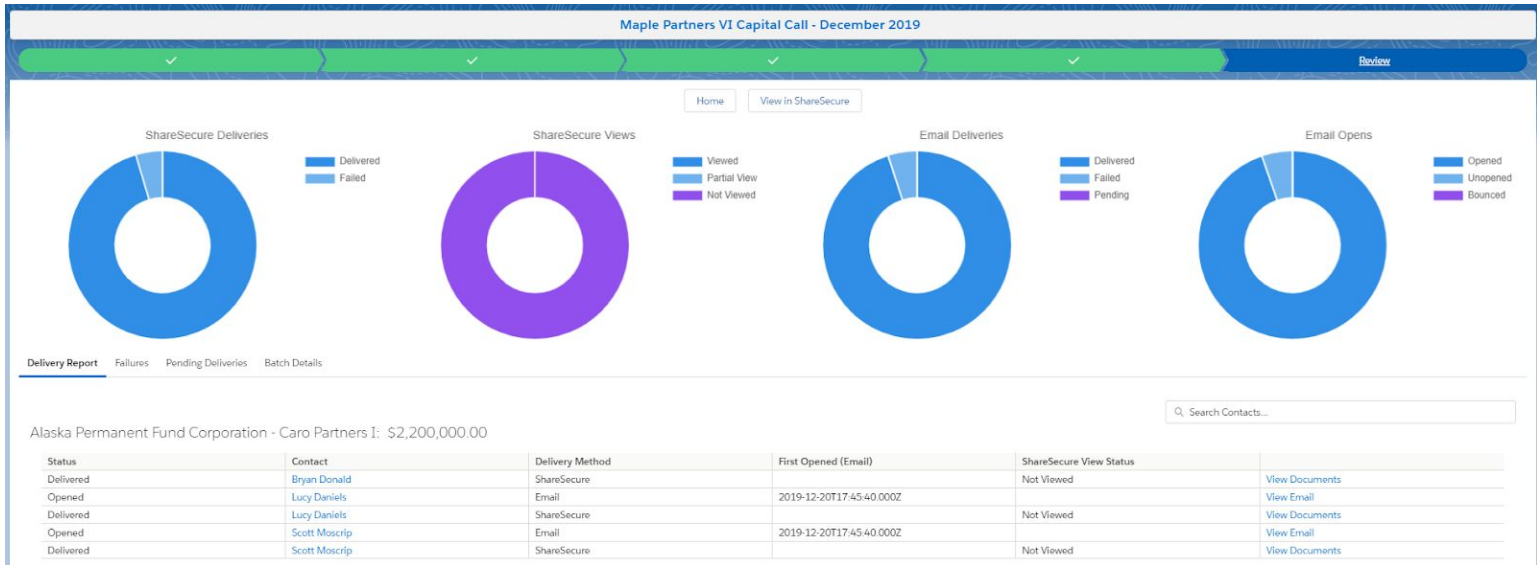 Maple Partners VI Capital Call - December 2019
Review
Home View in ShareSecure
ShareSecure Deliveries
Delivered
Failed
ShareSecure Views
Viewed
Partial View
Not Viewed
Email Deliveries
Delivered
Failed
Pending
Email Opens
Opened
Unopened
Bounced
Delivery Report Failures Pending Deliveries Batch Details
Search Contacts...
Alaska Permanent Fund Corporation - Caro Partners I: $2,200,000.00
Status Contact Delivery Method First Opened (Email) ShareSecure View Status
Delivered Bryan Donald ShareSecure Not Viewed View Documents
Opened Lucy Daniels Email 2019-12-20T17:45:40.000Z View Email
Delivered Lucy Daniels ShareSecure Not Viewed View Documents
Opened Scott Moscrip Email 2019-12-20T17:45:40.000Z View Email
Delivered Scott Moscrip ShareSecure Not Viewed View Documents